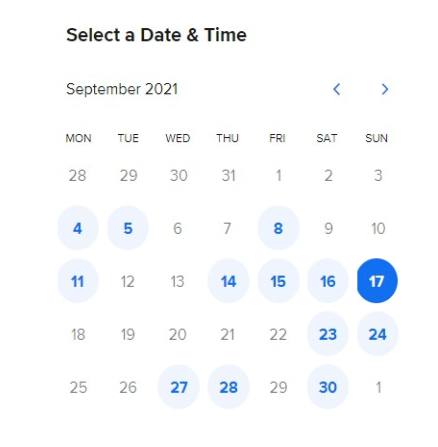 Select a Date & Time
September 2021
MON TUE WED THU FRI SAT SUN
28 29 30 31 1 2 3
4 5 6 7 8 9 10
11 12 13 14 15 16 17
18 19 20 21 22 23 24
25 26 27 28 29 30 1